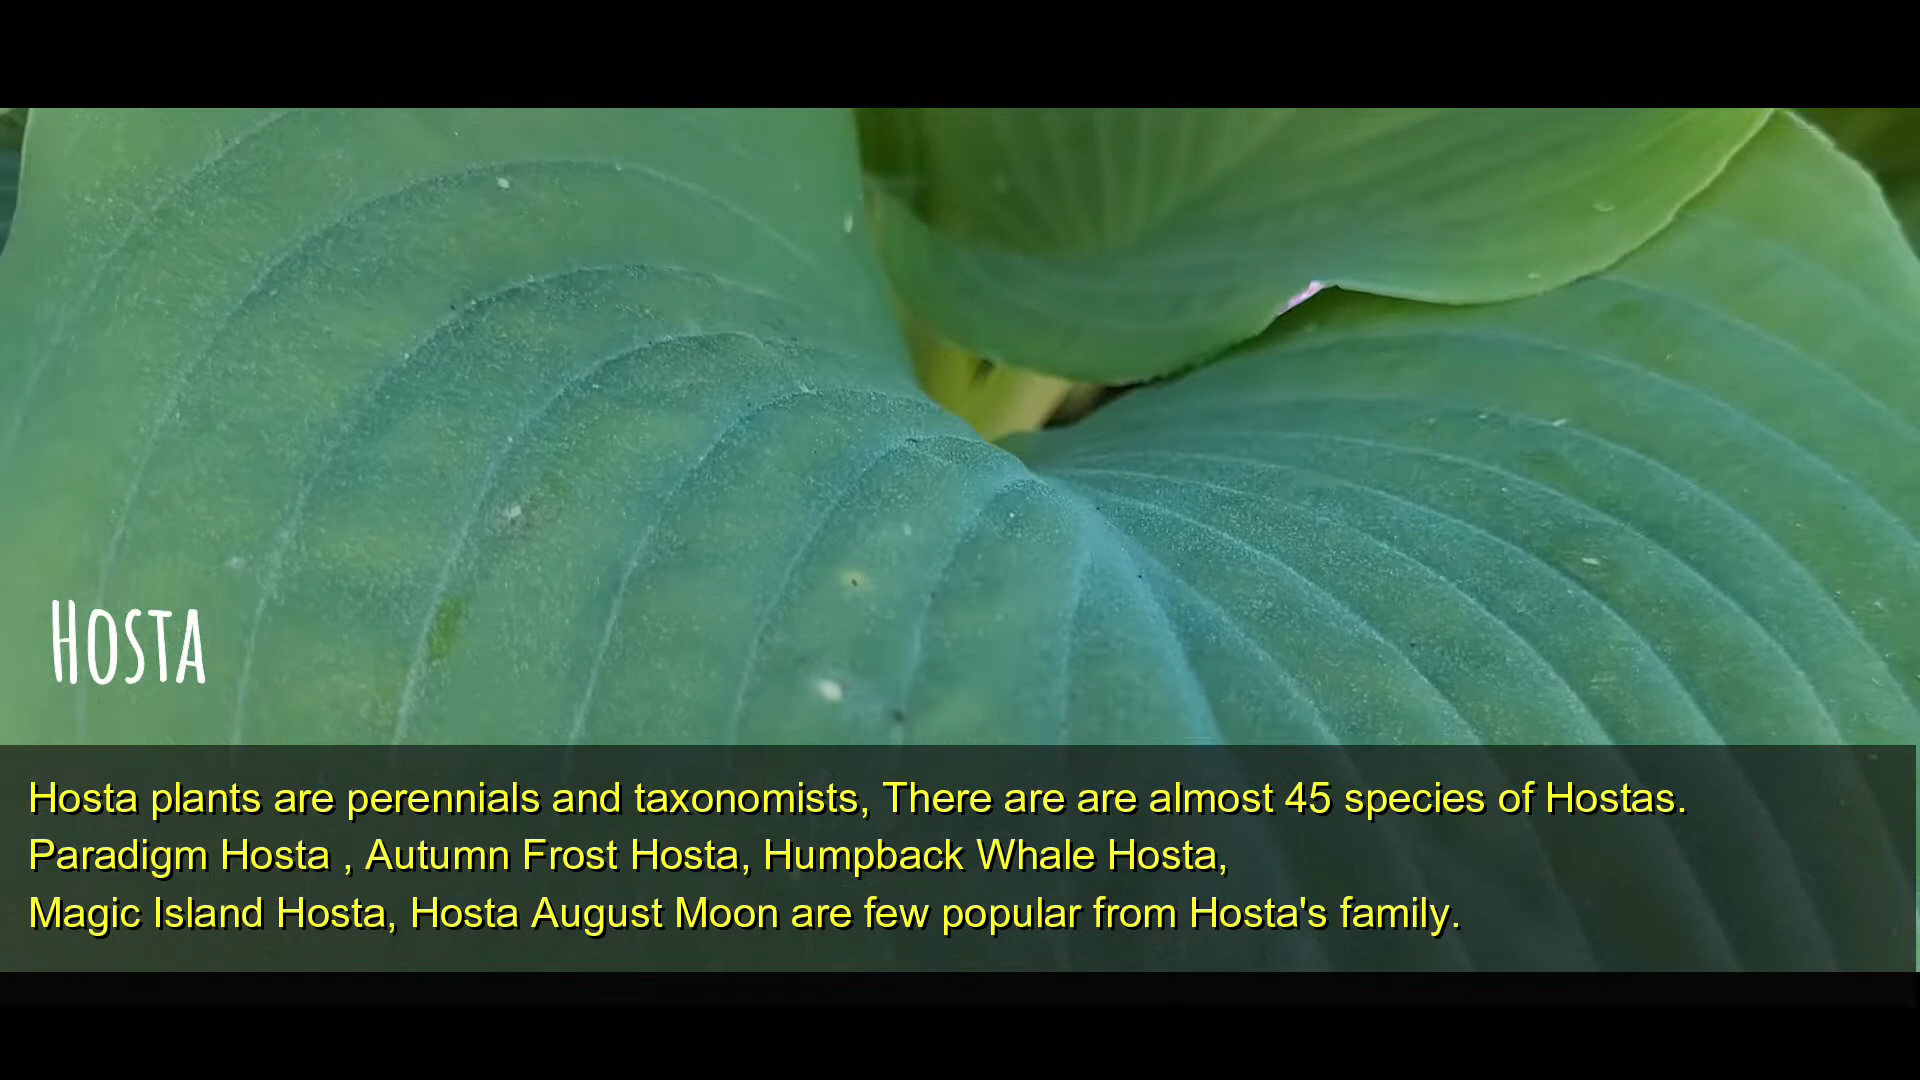 Hosta
Hosta plants are perennials and taxonomists, There are are almost 45 species of Hostas.
Paradigm Hosta , Autumn Frost Hosta, Humpback Whale Hosta,
Magic Island Hosta, Hosta August Moon are few popular from Hosta's family.